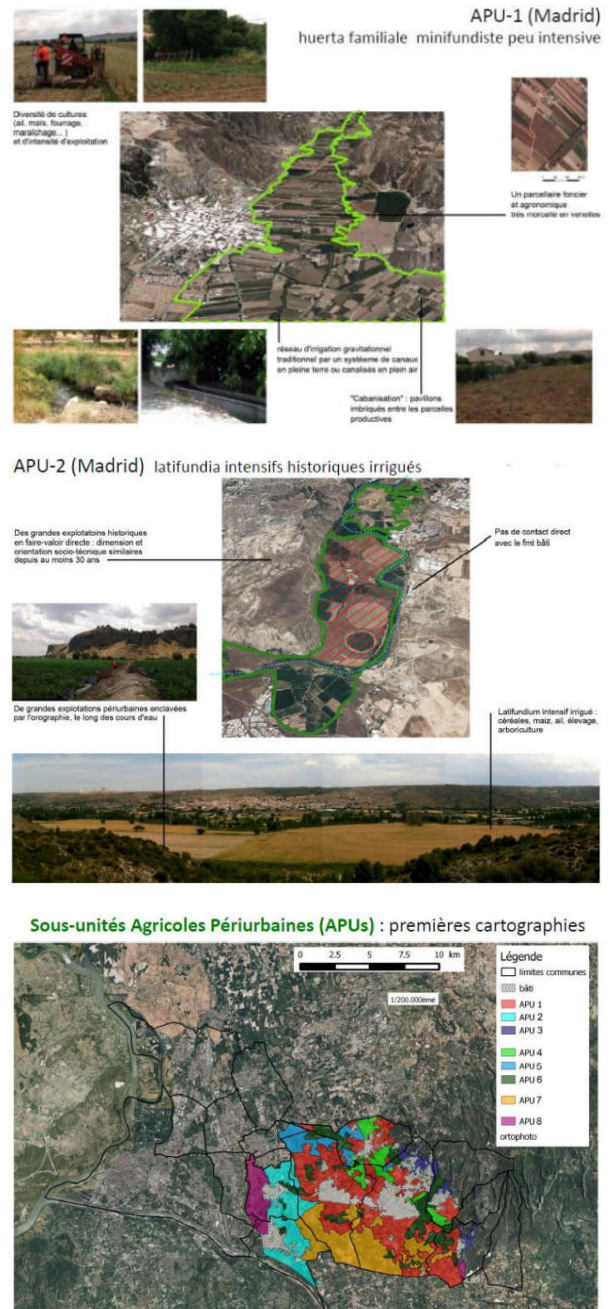 APU-1 (Madrid)
huerta familiale minifundiste peu intensive
Diversité de cultures
(ail, maïs, fourrage,
maraîchage... )
et d'intensité d'exploitation
Un parcellaire foncier
et agronomique
très morcelé en venelles
réseau d'irrigation gravitationnel
traditionnel par un systéeme de canaux
en pleine terre ou canalisés en plein air
"Cabanisation" : pavillons
imbriqués entre les parcelles
productives
APU-2 (Madrid) latifundia intensifs historiques irrigués
Des grandes explotatoins historiques
en faire-valoir directe : dimension et
orientation socio-técnique similaires
depuis au moins 30 ans
Pas de contact direct
avec le frnt bâti
De grandes explotations périurbaines enclavées
par l'orographie, le long des cours d'eau
Latifundium intensif irrigué :
céréales, maiz, ail, élevage,
arboriculture
Sous-unités Agricoles Périurbaines (APUs) : premières cartographies
0 2.5 5 7.5 10 km
1/200.000ème
Légende
limites communes
bâti
APU 1
APU 2
APU 3
APU 4
APU 5
APU 6
APU 7
APU 8
ortophoto